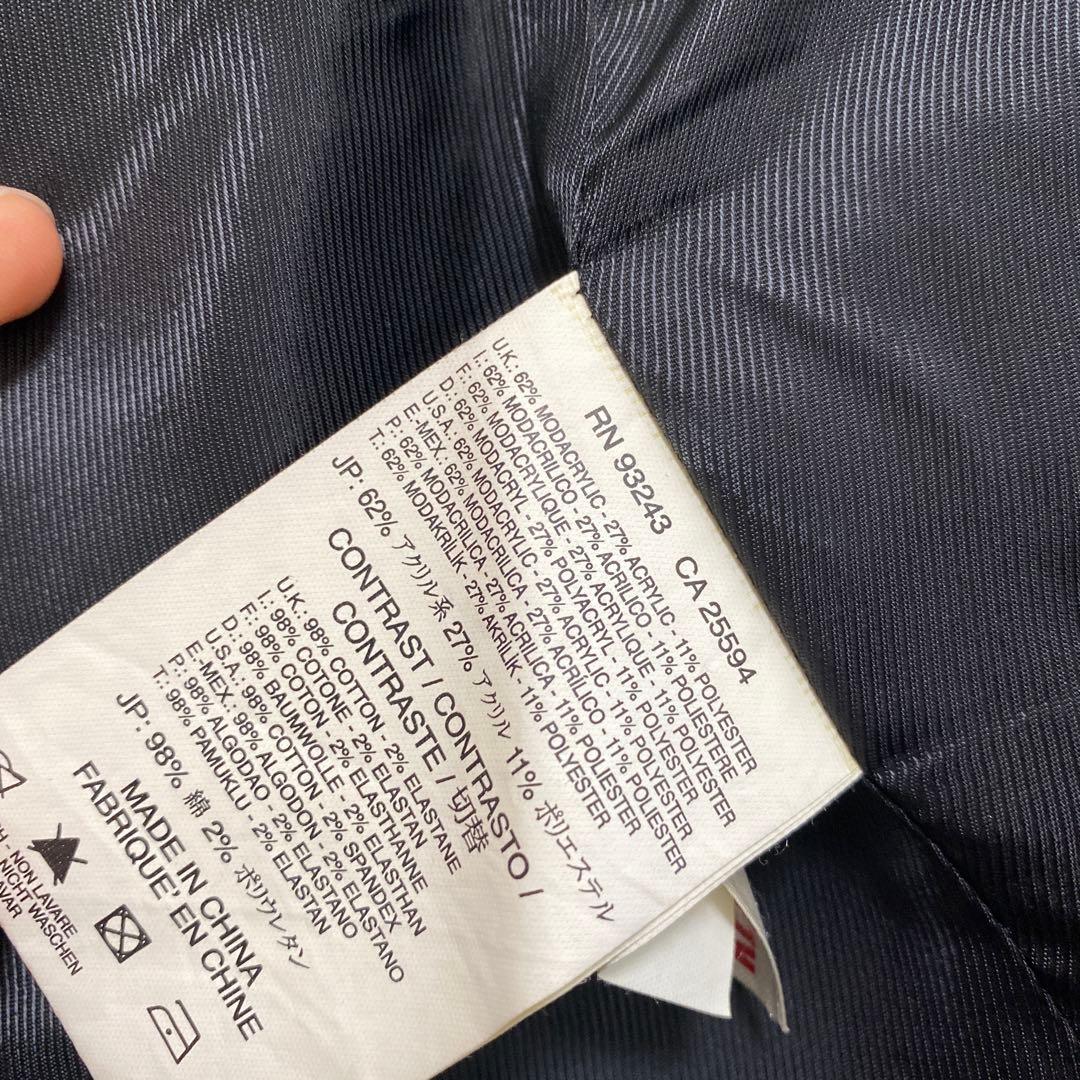 RN 93243 CA 25594
U.K.: 62% MODACRYLIC - 27% ACRYLIC - 11% POLYESTER
I.: 62% MODACRILICO - 27% ACRILICO - 11% POLIESTERE
F.: 62% MODACRYLIQUE - 27% ACRYLIQUE - 11% POLYESTER
D.: 62% MODACRYL - 27% POLYACRYL - 11% POLYESTER
U.S.A.: 62% MODACRYLIC - 27% ACRYLIC - 11% POLYESTER
E-MEX.: 62% MODACRILICA - 27% ACRILICA - 11% POLIESTER
P.: 62% MODACRILICA - 27% ACRÍLICO - 11% POLIESTER
T.: 62% MODAKRILIK - 27% AKRILIK - 11% POLYESTER
JP: 62% アクリル系 27% アクリル 11% ポリエステル
CONTRAST / CONTRASTO /
CONTRASTE / 切替
U.K.: 98% COTTON - 2% ELASTANE
I.: 98% COTONE - 2% ELASTAN
F.: 98% COTON - 2% ELASTHANNE
D.: 98% BAUMWOLLE - 2% ELASTHAN
U.S.A.: 98% COTTON - 2% SPANDEX
E-MEX.: 98% ALGODON - 2% ELASTANO
P.: 98% ALGODAO - 2% ELASTANO
T.: 98% PAMUKLU - 2% ELASTAN
JP: 98% 綿 2% ポリウレタン
MADE IN CHINA
FABRIQUE' EN CHINE
NON LAVARE
NICHT WASCHEN